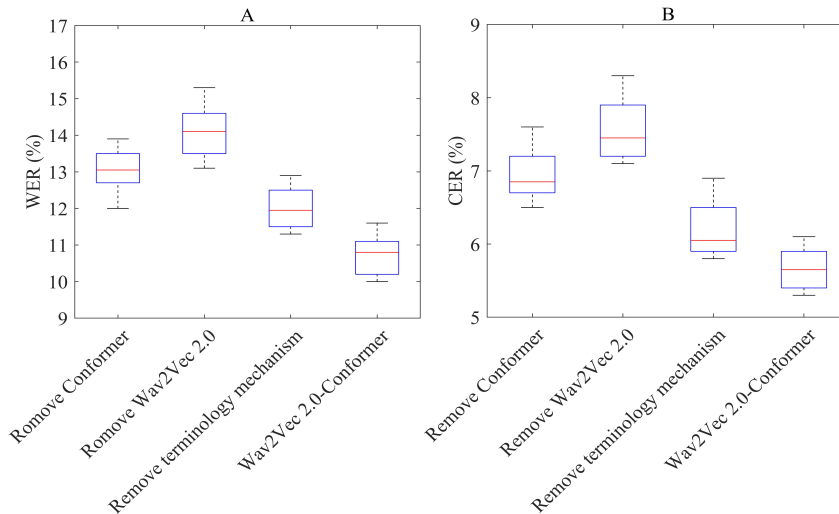 A
WER (%)
17
16
15
14
13
12
11
10
9
Romove Conformer
Romove Wav2Vec 2.0
Remove terminology mechanism
Wav2Vec 2.0-Conformer
B
CER (%)
9
8
7
6
5
Remove Conformer
Remove Wav2Vec 2.0
Remove terminology mechanism
Wav2Vec 2.0-Conformer